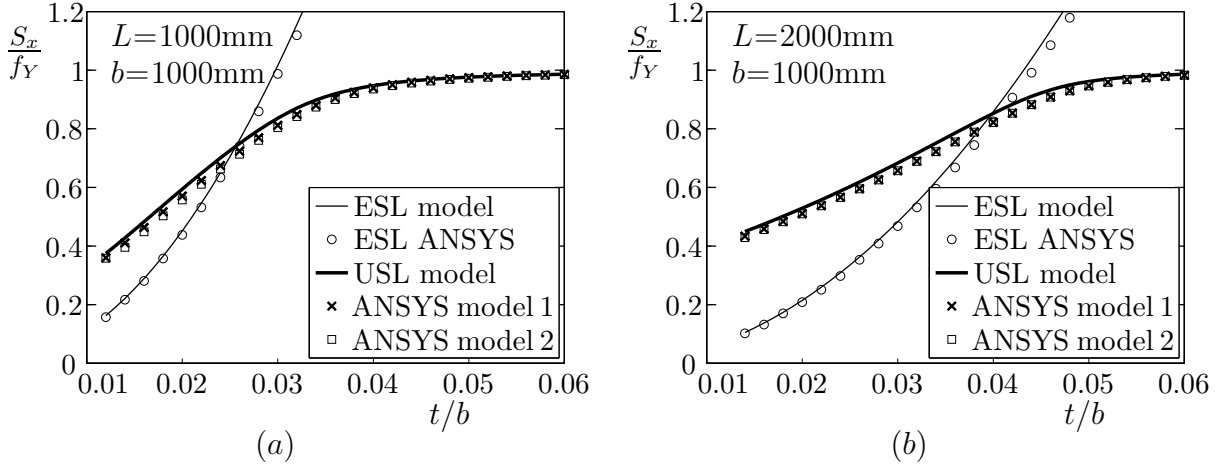 S_x/f_Y
L=1000mm
b=1000mm
1.2
1
0.8
0.6
0.4
0.2
0
ESL model
ESL ANSYS
USL model
ANSYS model 1
ANSYS model 2
0.01 0.02 0.03 0.04 0.05 0.06
t/b
(a)
S_x/f_Y
L=2000mm
b=1000mm
1.2
1
0.8
0.6
0.4
0.2
0
ESL model
ESL ANSYS
USL model
ANSYS model 1
ANSYS model 2
0.01 0.02 0.03 0.04 0.05 0.06
t/b
(b)